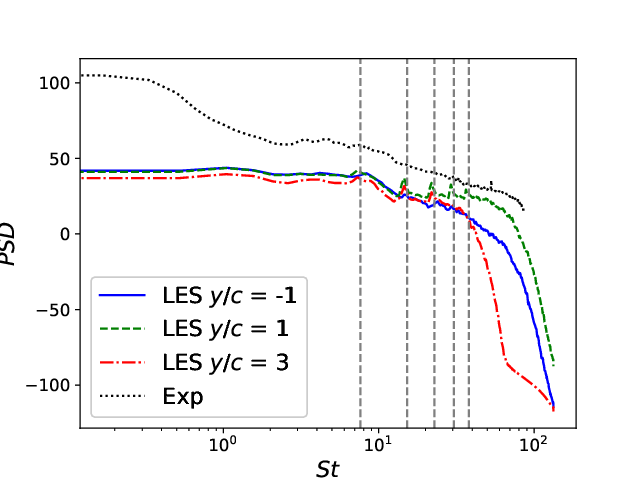 100
50
0
−50
−100
PSD
LES y/c = -1
LES y/c = 1
LES y/c = 3
Exp
10⁰ 10¹ 10²
St